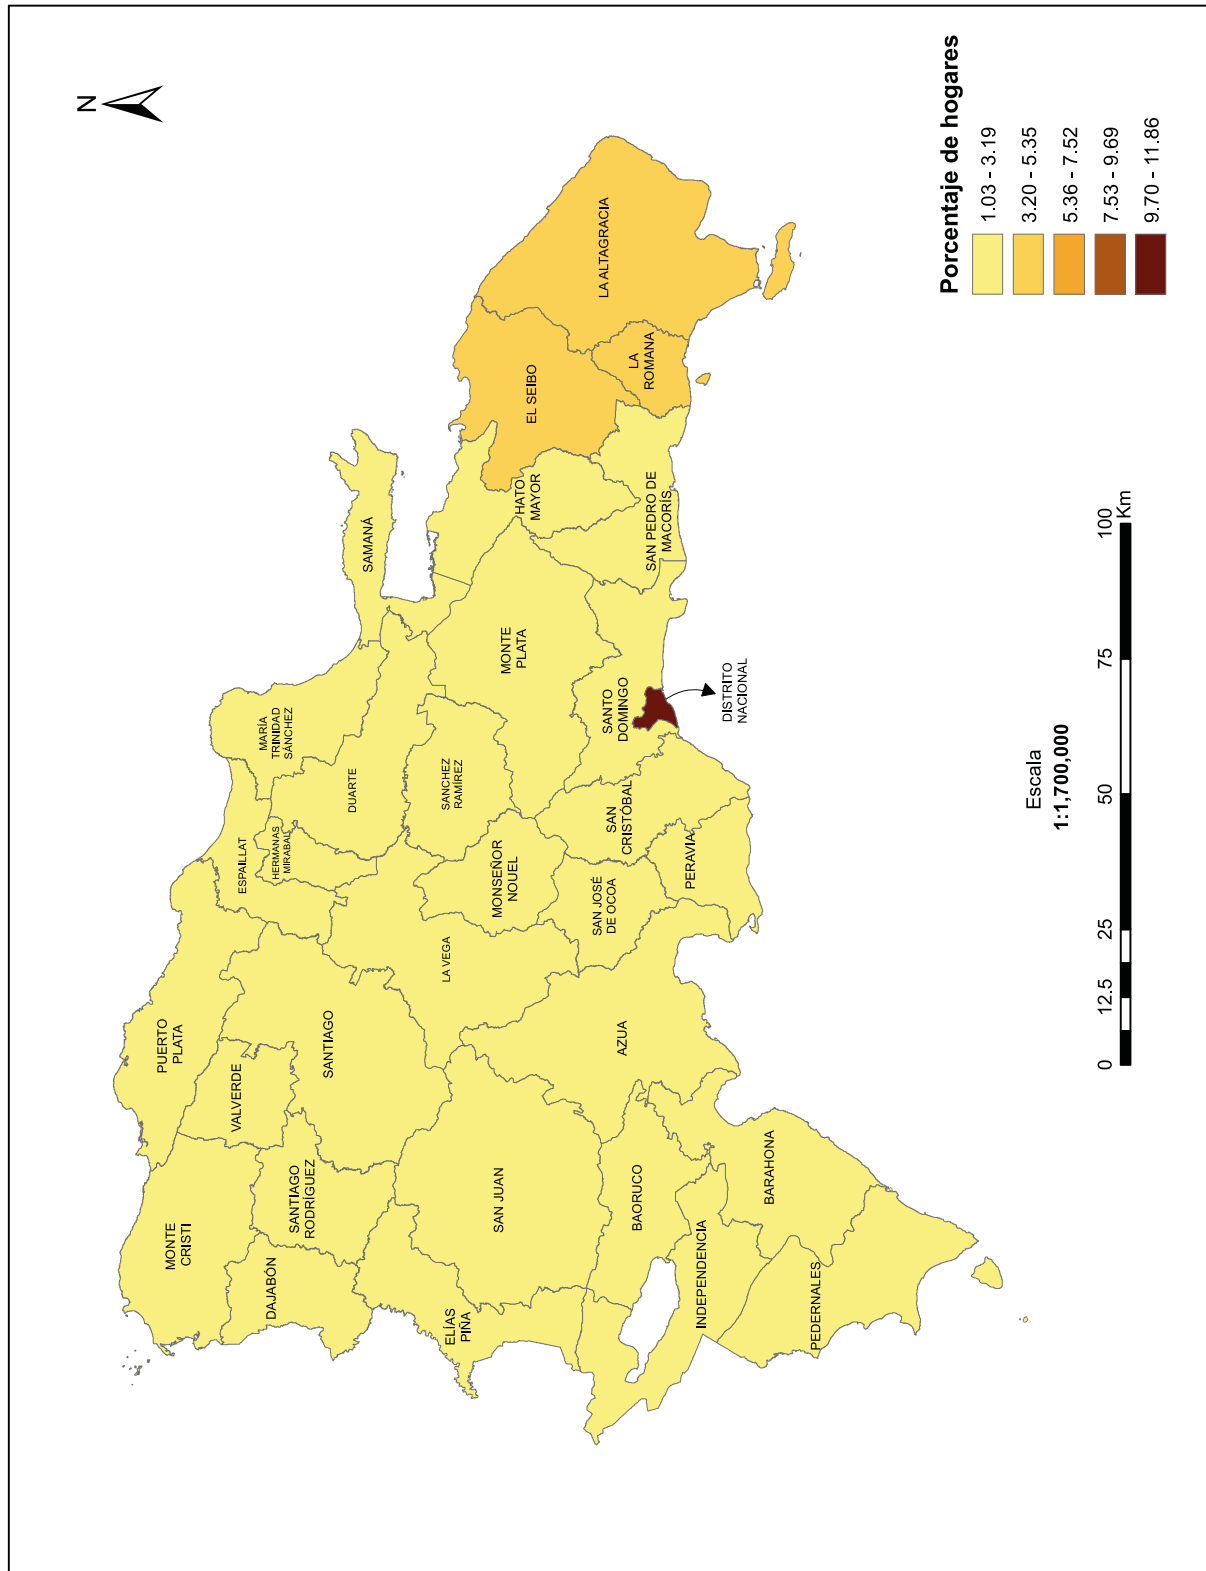 N
MONTE
CRISTI
PUERTO
PLATA
VALVERDE
DAJABÓN
SANTIAGO
RODRÍGUEZ
SANTIAGO
ESPAILLAT
HERMANAS
MIRABAL
MARÍA
TRINIDAD
SÁNCHEZ
DUARTE
SAMANÁ
ELÍAS
PIÑA
SAN JUAN
LA VEGA
SANCHEZ
RAMÍREZ
MONSEÑOR
NOUEL
MONTE
PLATA
HATO
MAYOR
EL SEIBO
LA ALTAGRACIA
LA
ROMANA
SAN PEDRO DE
MACORÍS
SANTO
DOMINGO
DISTRITO
NACIONAL
SAN
CRISTÓBAL
SAN JOSÉ
DE OCOA
PERAVIA
AZUA
BAORUCO
INDEPENDENCIA
BARAHONA
PEDERNALES
Porcentaje de hogares
1.03 - 3.19
3.20 - 5.35
5.36 - 7.52
7.53 - 9.69
9.70 - 11.86
Escala
1:1,700,000
0 12.5 25 50 75 100
Km